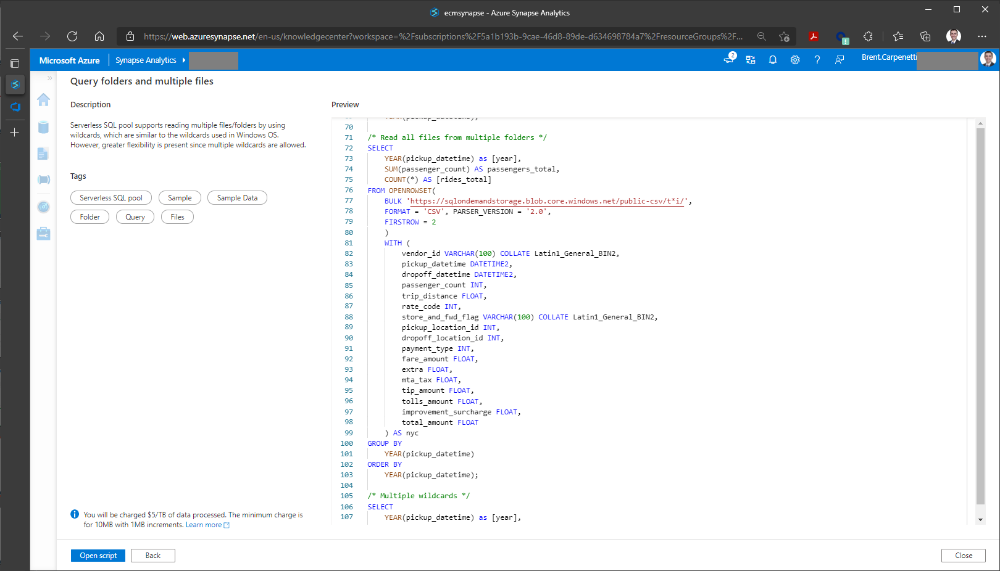 ecmsynapse - Azure Synapse Analytics
https://web.azuresynapse.net/en-us/knowledgecenter?workspace=%2Fsubscriptions%2F5a1b193b-9cae-46d8-89de-d634698784a7%2FresourceGroups%2F...
Microsoft Azure
Synapse Analytics
2
?
Brent.Carpenetti
Query folders and multiple files
Description
Serverless SQL pool supports reading multiple files/folders by using
wildcards, which are similar to the wildcards used in Windows OS.
However, greater flexibility is present since multiple wildcards are allowed.
Tags
Serverless SQL pool
Sample
Sample Data
Folder
Query
Files
You will be charged $5/TB of data processed. The minimum charge is
for 10MB with 1MB increments. Learn more
Preview
69 YEAR(pickup_datetime);
70
71 /* Read all files from multiple folders */
72 SELECT
73 YEAR(pickup_datetime) as [year],
74 SUM(passenger_count) AS passengers_total,
75 COUNT(*) AS [rides_total]
76 FROM OPENROWSET(
77 BULK 'https://sqlondemandstorage.blob.core.windows.net/public-csv/t*i/',
78 FORMAT = 'CSV', PARSER_VERSION = '2.0',
79 FIRSTROW = 2
80 )
81 WITH (
82 vendor_id VARCHAR(100) COLLATE Latin1_General_BIN2,
83 pickup_datetime DATETIME2,
84 dropoff_datetime DATETIME2,
85 passenger_count INT,
86 trip_distance FLOAT,
87 rate_code INT,
88 store_and_fwd_flag VARCHAR(100) COLLATE Latin1_General_BIN2,
89 pickup_location_id INT,
90 dropoff_location_id INT,
91 payment_type INT,
92 fare_amount FLOAT,
93 extra FLOAT,
94 mta_tax FLOAT,
95 tip_amount FLOAT,
96 tolls_amount FLOAT,
97 improvement_surcharge FLOAT,
98 total_amount FLOAT
99 ) AS nyc
100 GROUP BY
101 YEAR(pickup_datetime)
102 ORDER BY
103 YEAR(pickup_datetime);
104
105 /* Multiple wildcards */
106 SELECT
107 YEAR(pickup_datetime) as [year],
Open script
Back
Close